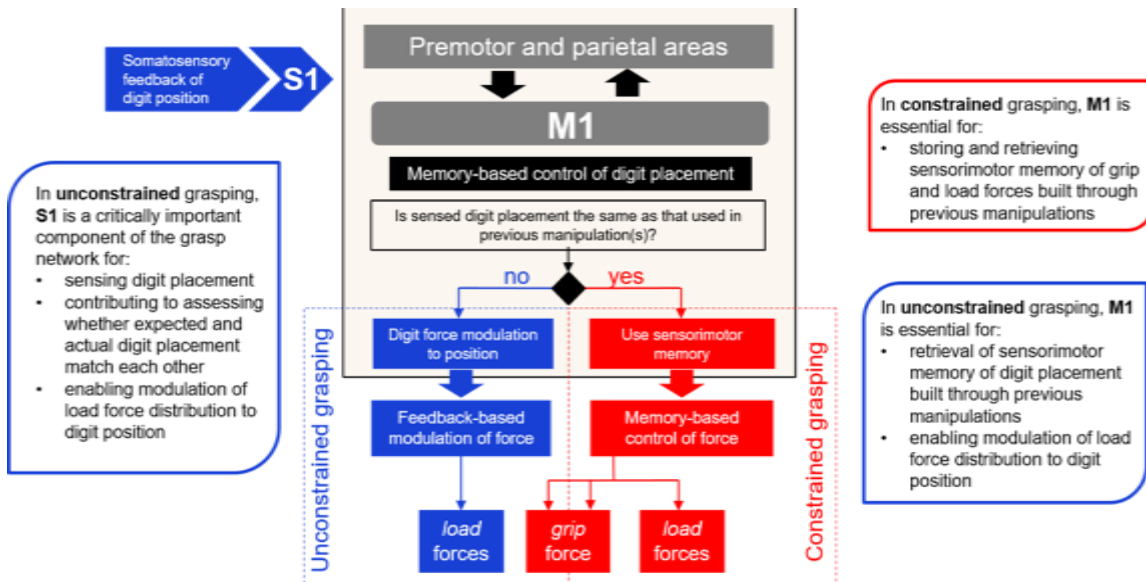 Somatosensory
feedback of
digit position
S1
Premotor and parietal areas
M1
Memory-based control of digit placement
Is sensed digit placement the same as that used in
previous manipulation(s)?
no
yes
Digit force modulation
to position
Use sensorimotor
memory
Feedback-based
modulation of force
Memory-based
control of force
load
forces
grip
force
load
forces
Unconstrained grasping
Constrained grasping
In unconstrained grasping,
S1 is a critically important
component of the grasp
network for:
• sensing digit placement
• contributing to assessing
whether expected and
actual digit placement
match each other
• enabling modulation of
load force distribution to
digit position
In constrained grasping, M1 is
essential for:
• storing and retrieving
sensorimotor memory of grip
and load forces built through
previous manipulations
In unconstrained grasping, M1
is essential for:
• retrieval of sensorimotor
memory of digit placement
built through previous
manipulations
• enabling modulation of load
force distribution to digit
position